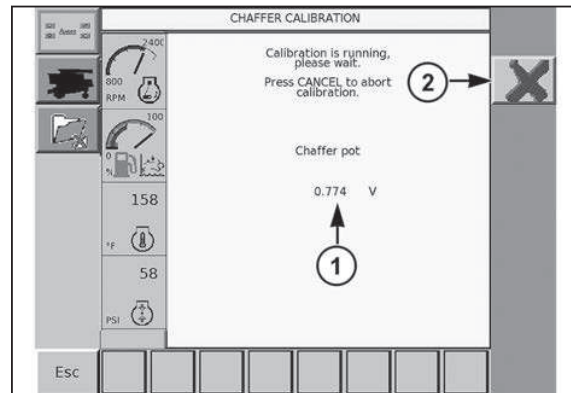 CHAFFER CALIBRATION
2400
800
RPM
Calibration is running,
please wait.
Press CANCEL to abort
calibration.
2
100
0
%
Chaffer pot
0.774 V
158
°F
1
58
PSI
Esc